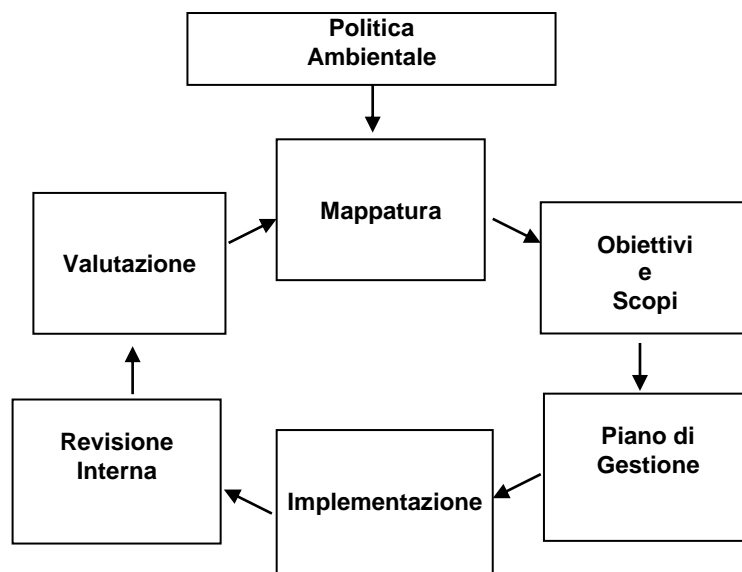 Politica
Ambientale
Mappatura
Obiettivi
e
Scopi
Piano di
Gestione
Implementazione
Revisione
Interna
Valutazione